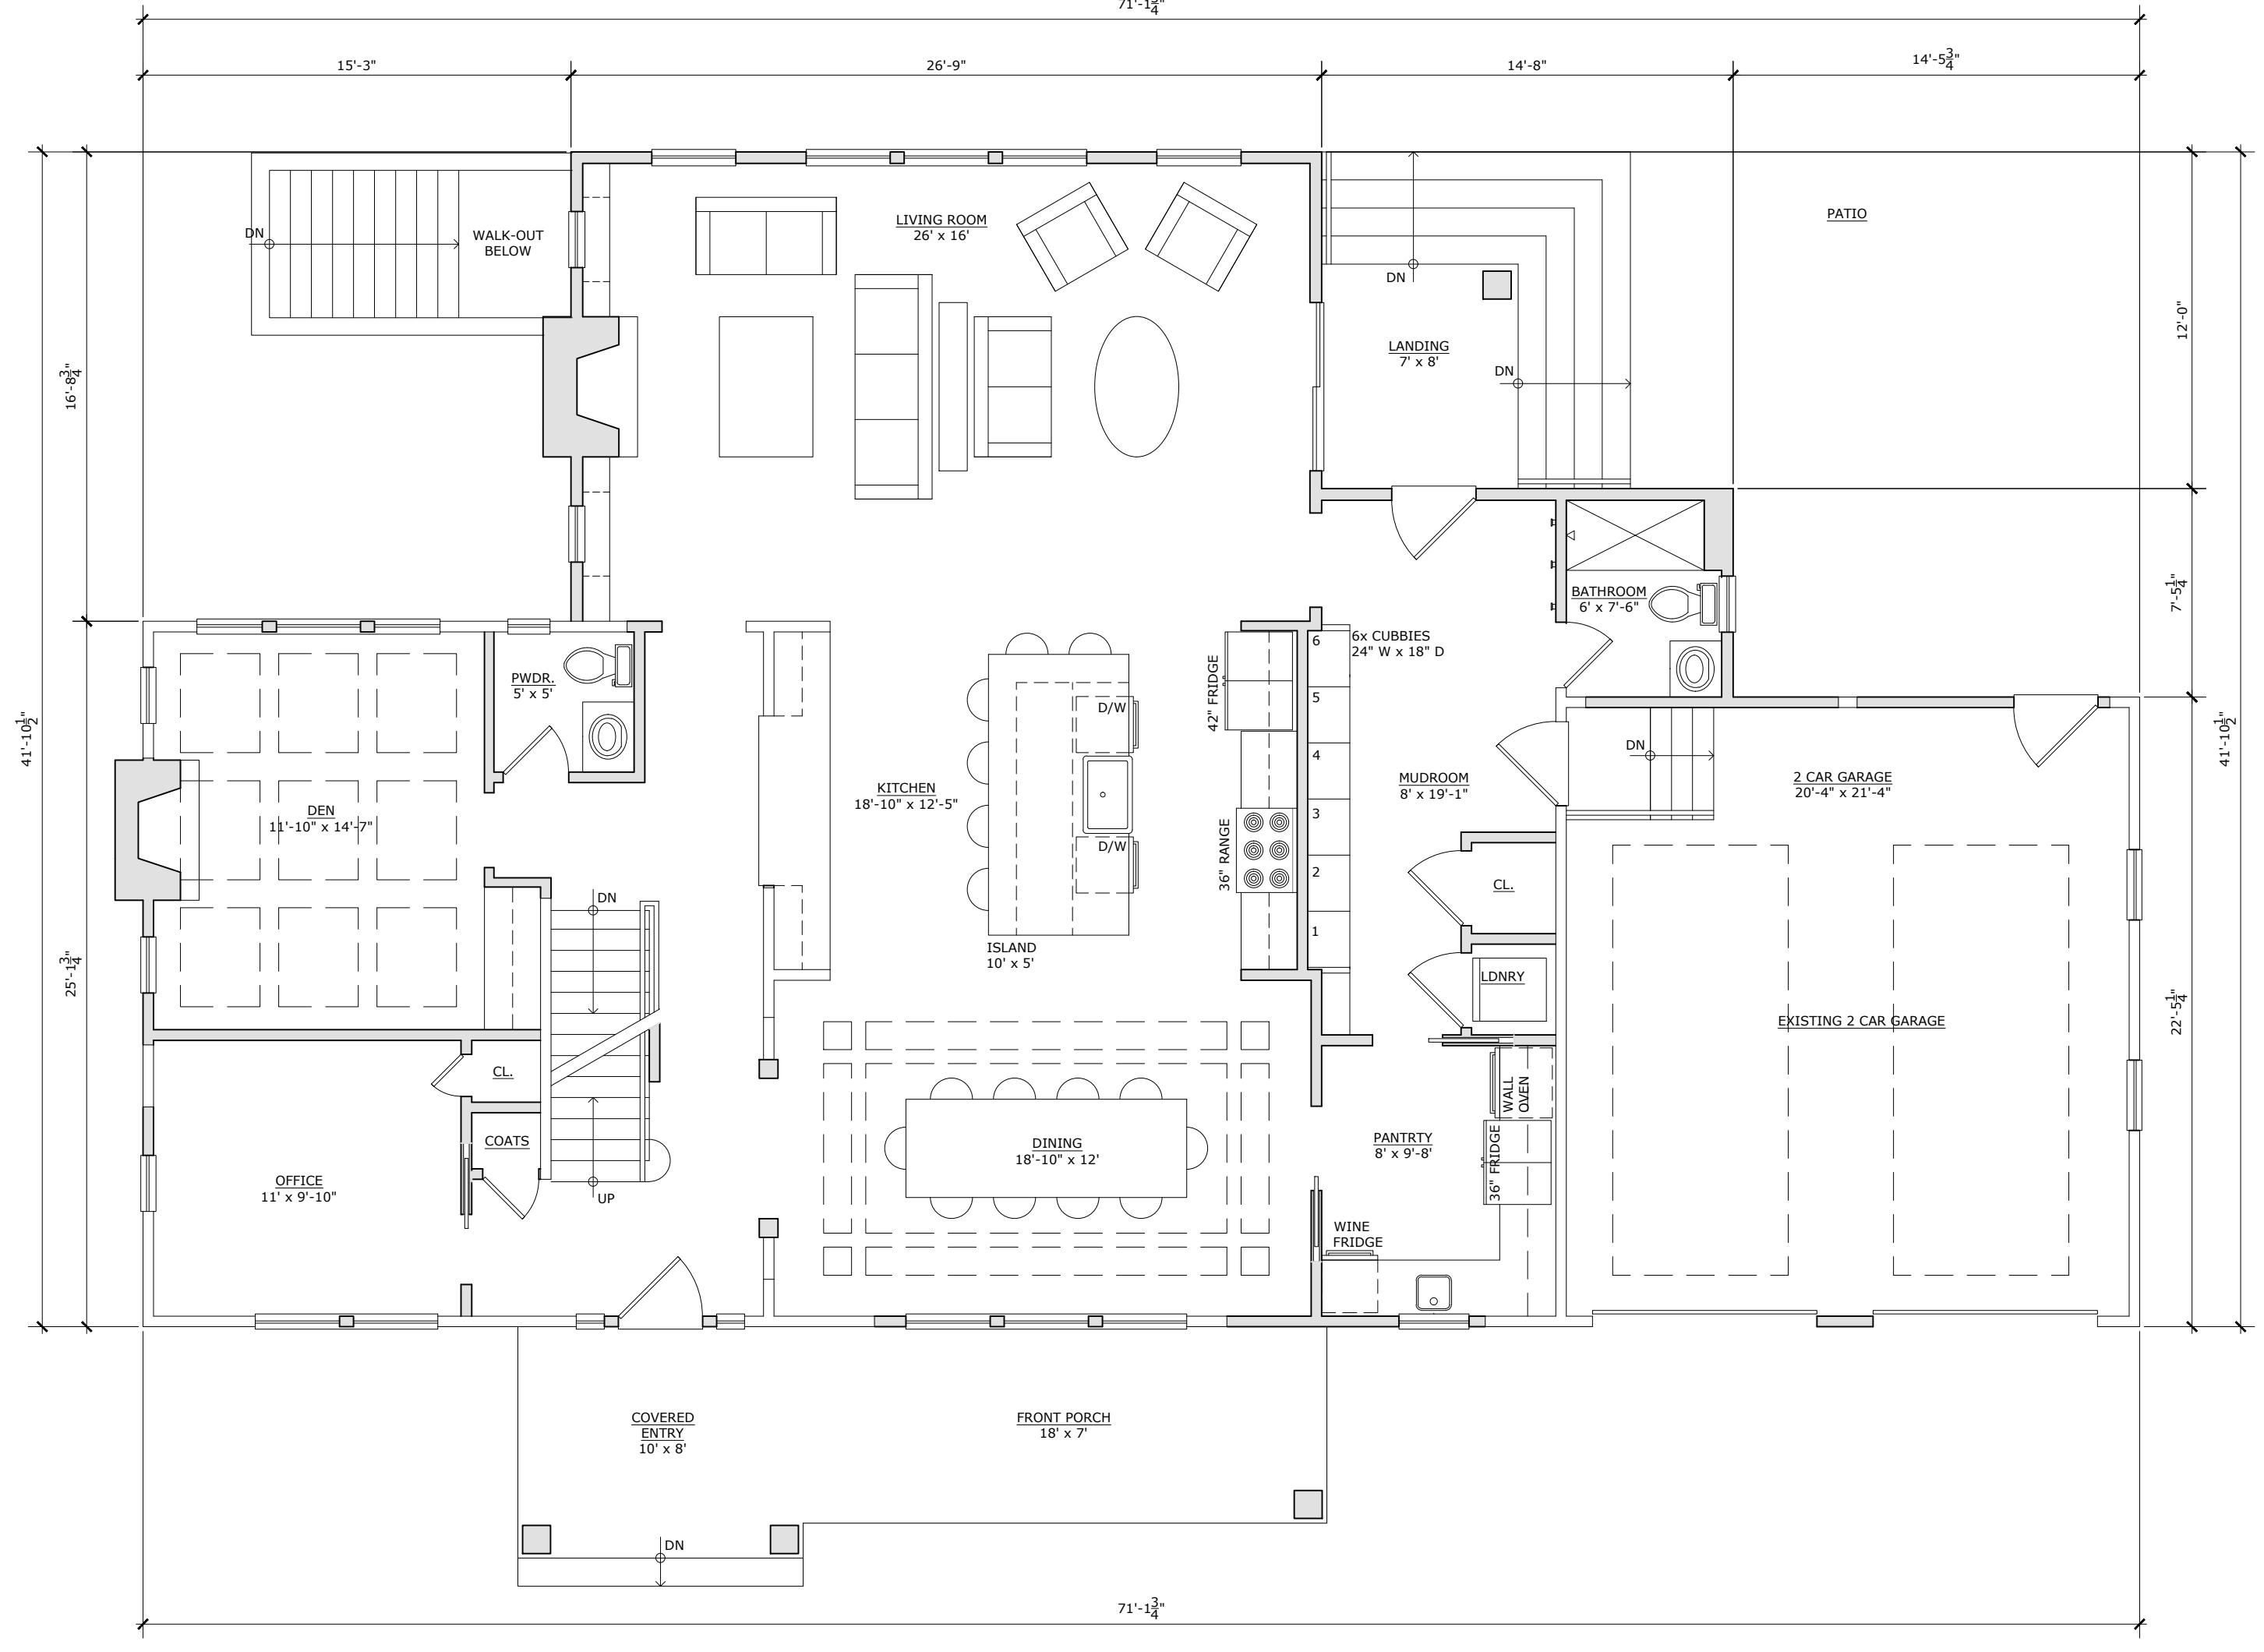 71'-1 3/4"
15'-3"
26'-9"
14'-8"
14'-5 3/4"
LIVING ROOM
26' x 16'
PATIO
DN
WALK-OUT
BELOW
DN
LANDING
7' x 8'
DN
12'-0"
16'-8 3/4"
BATHROOM
6' x 7'-6"
7'-5 1/4"
6x CUBBIES
24" W x 18" D
6
5
4
3
2
1
PWDR.
5' x 5'
42" FRIDGE
D/W
41'-10 1/2"
41'-10 1/2"
DN
MUDROOM
8' x 19'-1"
2 CAR GARAGE
20'-4" x 21'-4"
KITCHEN
18'-10" x 12'-5"
DEN
11'-10" x 14'-7"
D/W
36" RANGE
CL.
DN
ISLAND
10' x 5'
25'-1 3/4"
LDNRY
22'-5 1/4"
EXISTING 2 CAR GARAGE
CL.
WALL
OVEN
COATS
DINING
18'-10" x 12'
PANTRTY
8' x 9'-8"
36" FRIDGE
OFFICE
11' x 9'-10"
UP
WINE
FRIDGE
COVERED
ENTRY
10' x 8'
FRONT PORCH
18' x 7'
DN
71'-1 3/4"